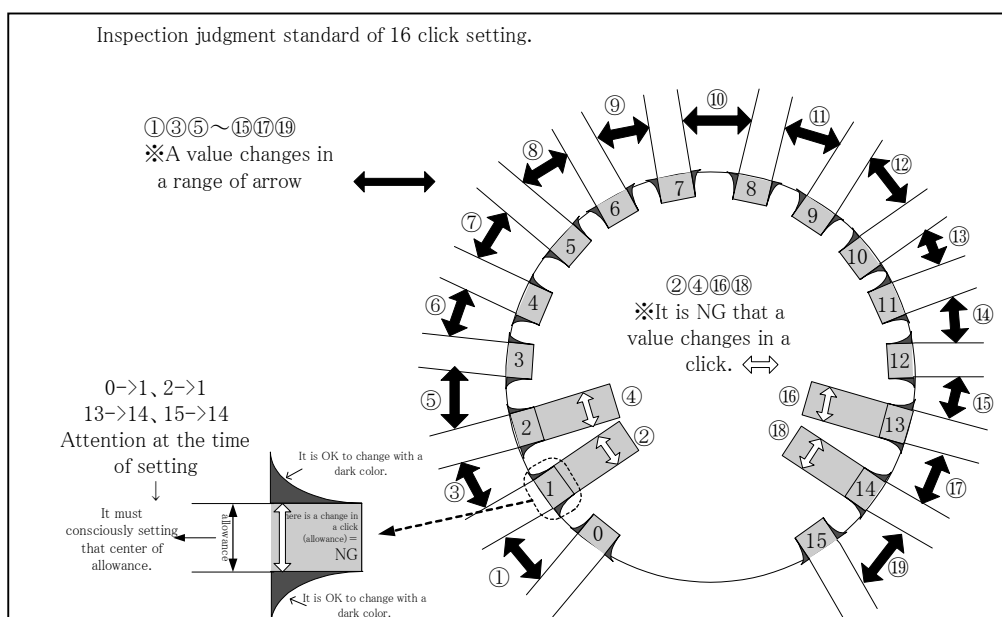 Inspection judgment standard of 16 click setting.
①③⑤～⑮⑰⑲
※A value changes in
a range of arrow
②④⑯⑱
※It is NG that a
value changes in a
click.
0->1、2->1
13->14、15->14
Attention at the time
of setting
It must
consciously setting
that center of
allowance.
It is OK to change with a
dark color.
allowance
here is a change in
a click
(allowance)＝
NG
It is OK to change with a
dark color.
①
②
③
④
⑤
⑥
⑦
⑧
⑨
⑩
⑪
⑫
⑬
⑭
⑮
⑯
⑰
⑱
⑲
0
1
2
3
4
5
6
7
8
9
10
11
12
13
14
15